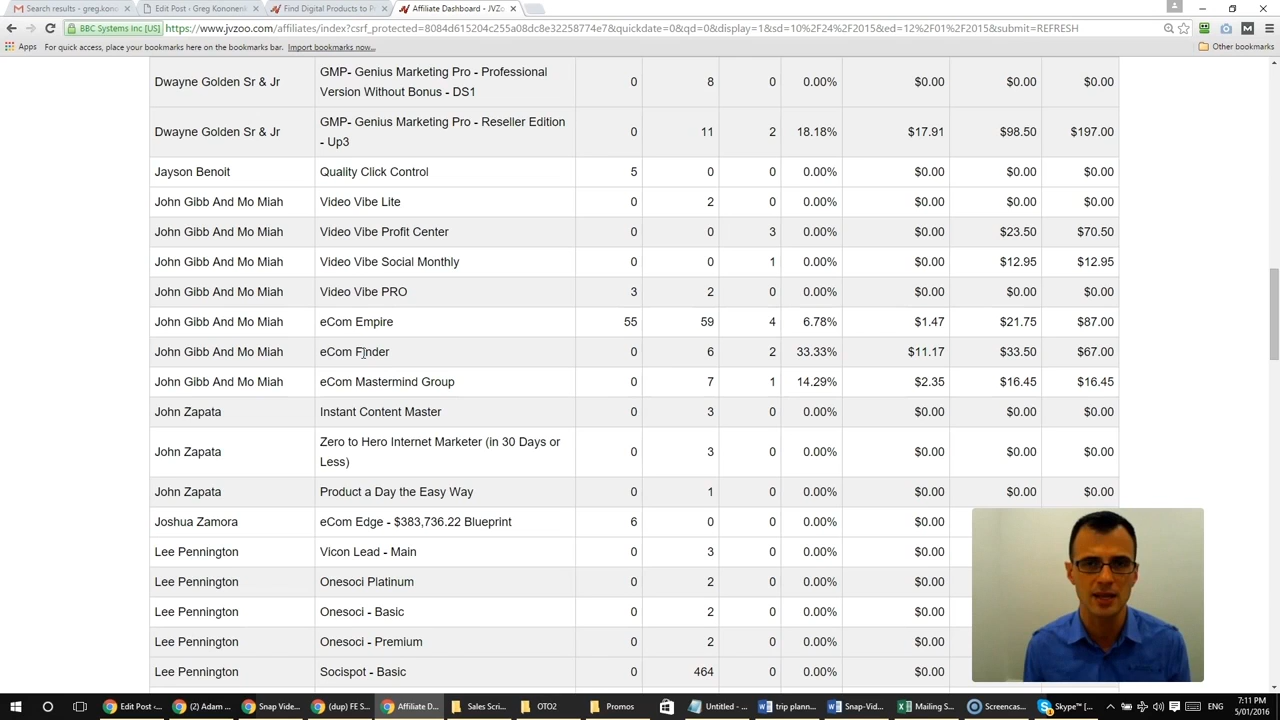 Search results - greg.kono
Edit Post ‹ Greg Kononenk
Find Digital Products to P
Affiliate Dashboard - JVZo
BBC Systems Inc [US]
https://www.jvzoo.com/affiliates/index?csrf_protected=8084d615204c255a08dc8e32258774e7&quickdate=0&qd=0&display=1&sd=10%2F24%2F2015&ed=12%2F01%2F2015&submit=REFRESH
Apps
For quick access, place your bookmarks here on the bookmarks bar. Import bookmarks now...
Other bookmarks
Dwayne Golden Sr & Jr
GMP- Genius Marketing Pro - Professional
Version Without Bonus - DS1
0 8 0 0.00% $0.00 $0.00 $0.00
Dwayne Golden Sr & Jr
GMP- Genius Marketing Pro - Reseller Edition
- Up3
0 11 2 18.18% $17.91 $98.50 $197.00
Jayson Benoit Quality Click Control 5 0 0 0.00% $0.00 $0.00 $0.00
John Gibb And Mo Miah Video Vibe Lite 0 2 0 0.00% $0.00 $0.00 $0.00
John Gibb And Mo Miah Video Vibe Profit Center 0 0 3 0.00% $0.00 $23.50 $70.50
John Gibb And Mo Miah Video Vibe Social Monthly 0 0 1 0.00% $0.00 $12.95 $12.95
John Gibb And Mo Miah Video Vibe PRO 3 2 0 0.00% $0.00 $0.00 $0.00
John Gibb And Mo Miah eCom Empire 55 59 4 6.78% $1.47 $21.75 $87.00
John Gibb And Mo Miah eCom Finder 0 6 2 33.33% $11.17 $33.50 $67.00
John Gibb And Mo Miah eCom Mastermind Group 0 7 1 14.29% $2.35 $16.45 $16.45
John Zapata Instant Content Master 0 3 0 0.00% $0.00 $0.00 $0.00
John Zapata
Zero to Hero Internet Marketer (in 30 Days or
Less)
0 3 0 0.00% $0.00 $0.00 $0.00
John Zapata Product a Day the Easy Way 0 1 0 0.00% $0.00 $0.00 $0.00
Joshua Zamora eCom Edge - $383,736.22 Blueprint 6 0 0 0.00% $0.00
Lee Pennington Vicon Lead - Main 0 3 0 0.00% $0.00
Lee Pennington Onesoci Platinum 0 2 0 0.00% $0.00
Lee Pennington Onesoci - Basic 0 2 0 0.00% $0.00
Lee Pennington Onesoci - Premium 0 2 0 0.00% $0.00
Lee Pennington Socispot - Basic 0 464 0 0.00% $0.00
Edit Post ‹
(2) Adam
Snap Vide...
(dup) FE S...
Affiliate D...
Sales Scri...
OTO2
Promos
Untitled -
trip plann...
Snap-Vid...
Mailing S...
Screencas...
Skype™ [...
7:11 PM
5/01/2016